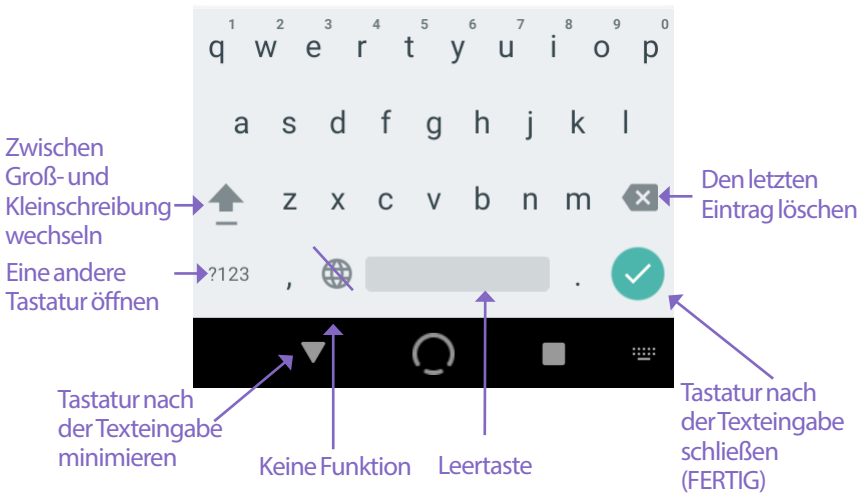 1 2 3 4 5 6 7 8 9 0
q w e r t y u i o p
a s d f g h j k l
Zwischen
Groß- und
Kleinschreibung
wechseln
z x c v b n m
Den letzten
Eintrag löschen
Eine andere
Tastatur öffnen
?123 , .
Tastatur nach
der Texteingabe
minimieren
Keine Funktion
Leertaste
Tastatur nach
der Texteingabe
schließen
(FERTIG)